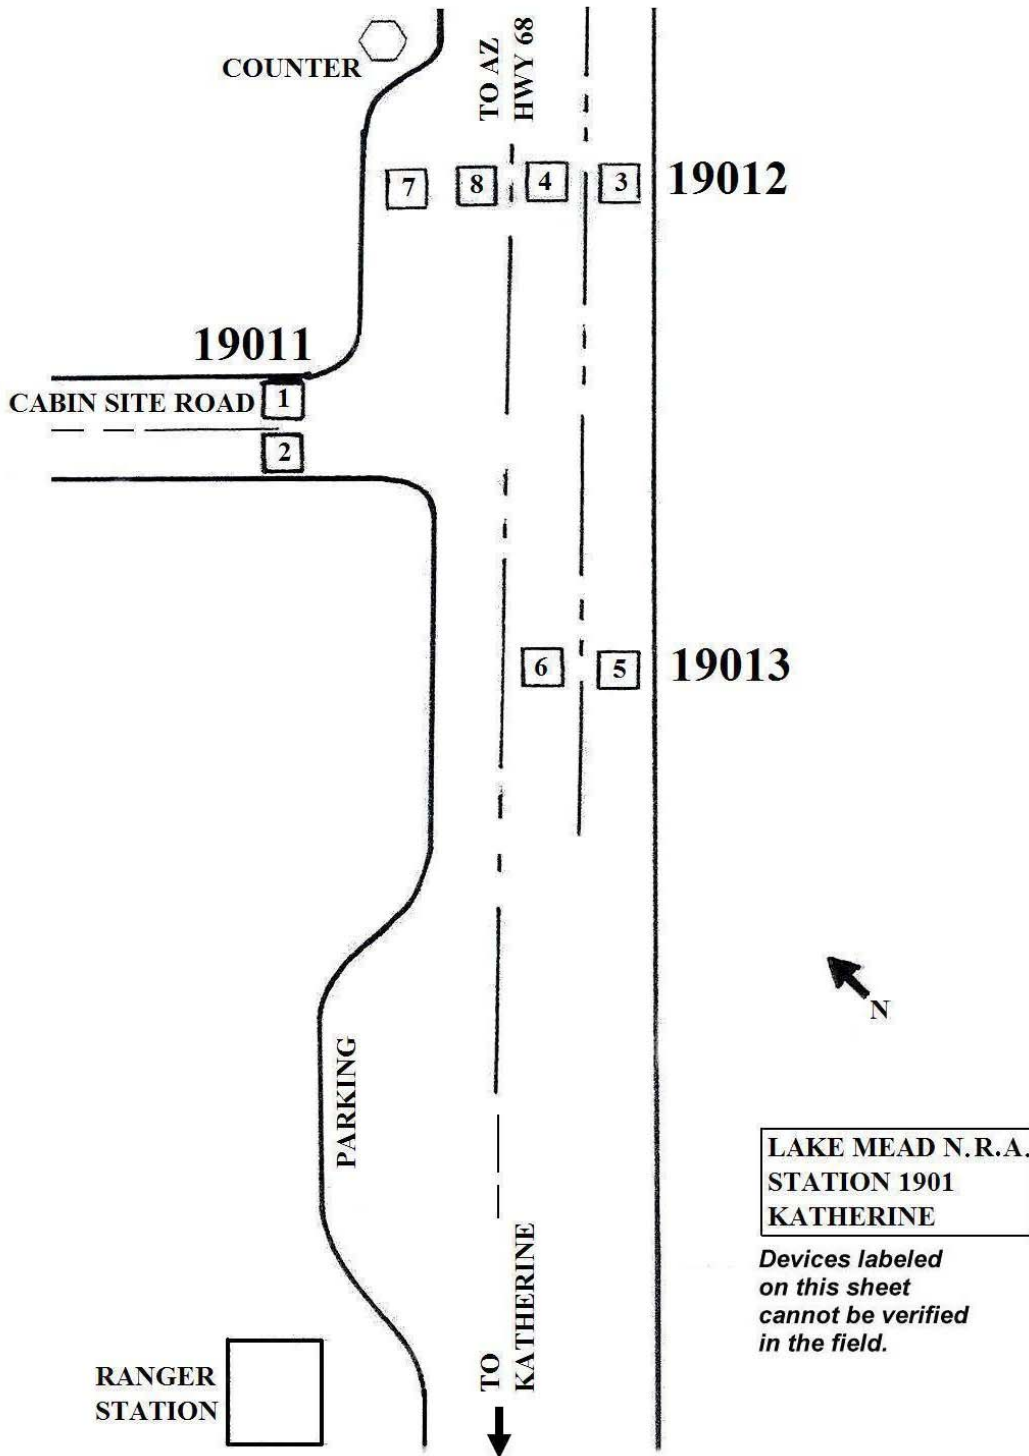 COUNTER
TO AZ
HWY 68
7
8
4
3
19012
19011
CABIN SITE ROAD
1
2
6
5
19013
N
PARKING
LAKE MEAD N.R.A.
STATION 1901
KATHERINE
Devices labeled
on this sheet
cannot be verified
in the field.
TO
KATHERINE
RANGER
STATION